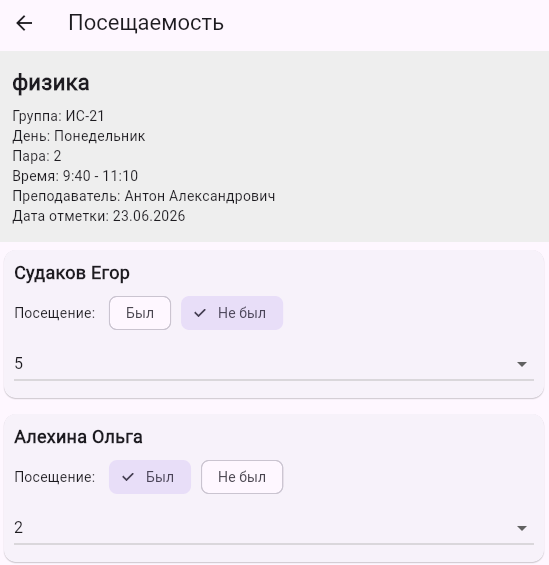 Посещаемость
физика
Группа: ИС-21
День: Понедельник
Пара: 2
Время: 9:40 - 11:10
Преподаватель: Антон Александрович
Дата отметки: 23.06.2026
Судаков Егор
Посещение: Был Не был
5
Алехина Ольга
Посещение: Был Не был
2